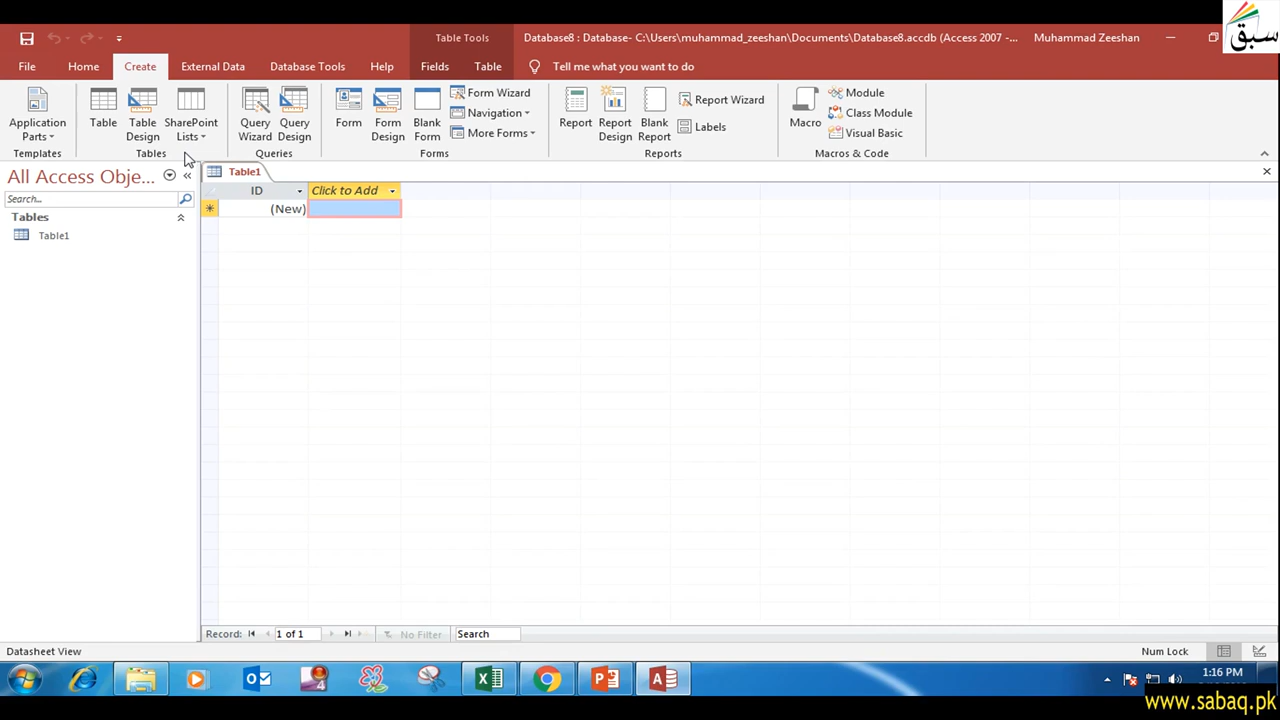 سبق
Database8 : Database- C:\Users\muhammad_zeeshan\Documents\Database8.accdb (Access 2007 -...
Table Tools
Muhammad Zeeshan
File Home Create External Data Database Tools Help Fields Table Tell me what you want to do
Application Parts
Templates
Table
Table Design
SharePoint Lists
Tables
Query Wizard
Query Design
Queries
Form
Form Design
Blank Form
Form Wizard
Navigation
More Forms
Forms
Report
Report Design
Blank Report
Report Wizard
Labels
Reports
Macro
Module
Class Module
Visual Basic
Macros & Code
All Access Obje...
Search...
Tables
Table1
Table1
ID Click to Add
(New)
Record: 1 of 1 No Filter Search
Datasheet View
Num Lock
1:16 PM
www.sabaq.pk